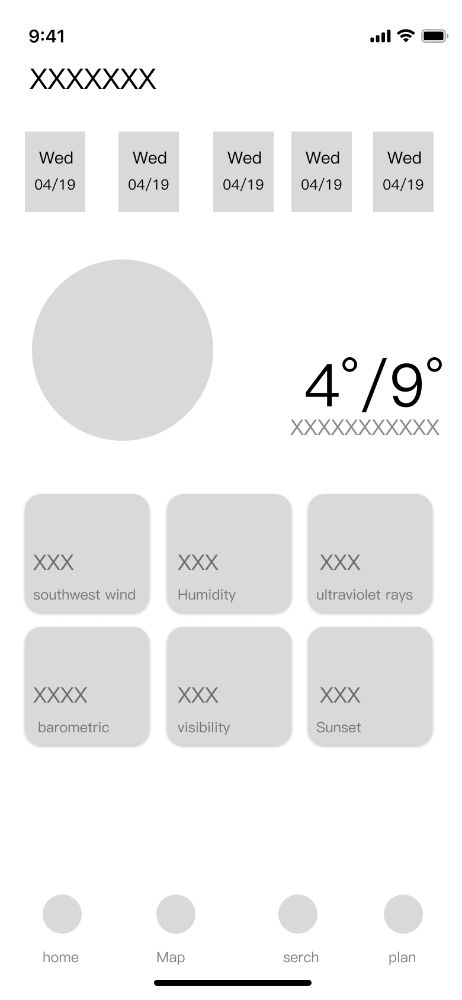 9:41
XXXXXXX
Wed Wed Wed Wed Wed
04/19 04/19 04/19 04/19 04/19
4°/9°
XXXXXXXXXXX
XXX XXX XXX
southwest wind Humidity ultraviolet rays
XXXX XXX XXX
barometric visibility Sunset
home Map serch plan